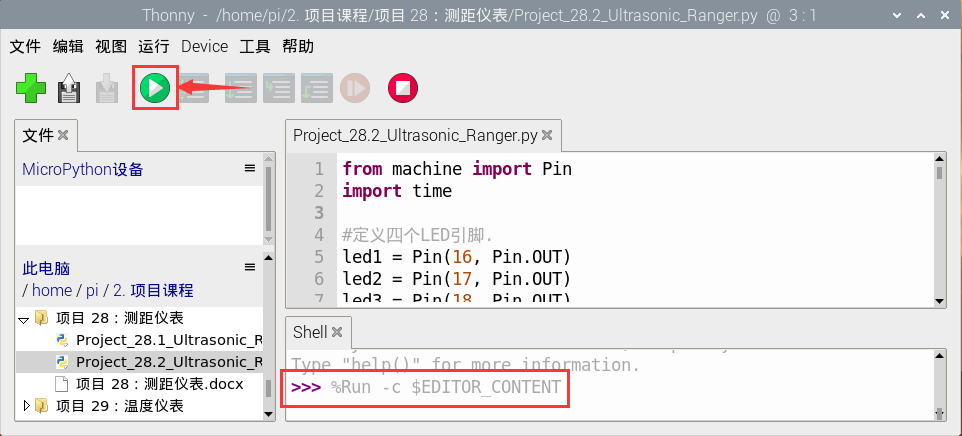 Thonny - /home/pi/2. 项目课程/项目 28：测距仪表/Project_28.2_Ultrasonic_Ranger.py @ 3 : 1
文件 编辑 视图 运行 Device 工具 帮助
文件
MicroPython设备
此电脑
/ home / pi / 2. 项目课程
项目 28：测距仪表
Project_28.1_Ultrasonic_R
Project_28.2_Ultrasonic_R
项目 28：测距仪表.docx
项目 29：温度仪表
Project_28.2_Ultrasonic_Ranger.py
1 from machine import Pin
2 import time
3
4 #定义四个LED引脚.
5 led1 = Pin(16, Pin.OUT)
6 led2 = Pin(17, Pin.OUT)
7 led3 = Pin(18, Pin.OUT)
Shell
Type "help()" for more information.
>>> %Run -c $EDITOR_CONTENT